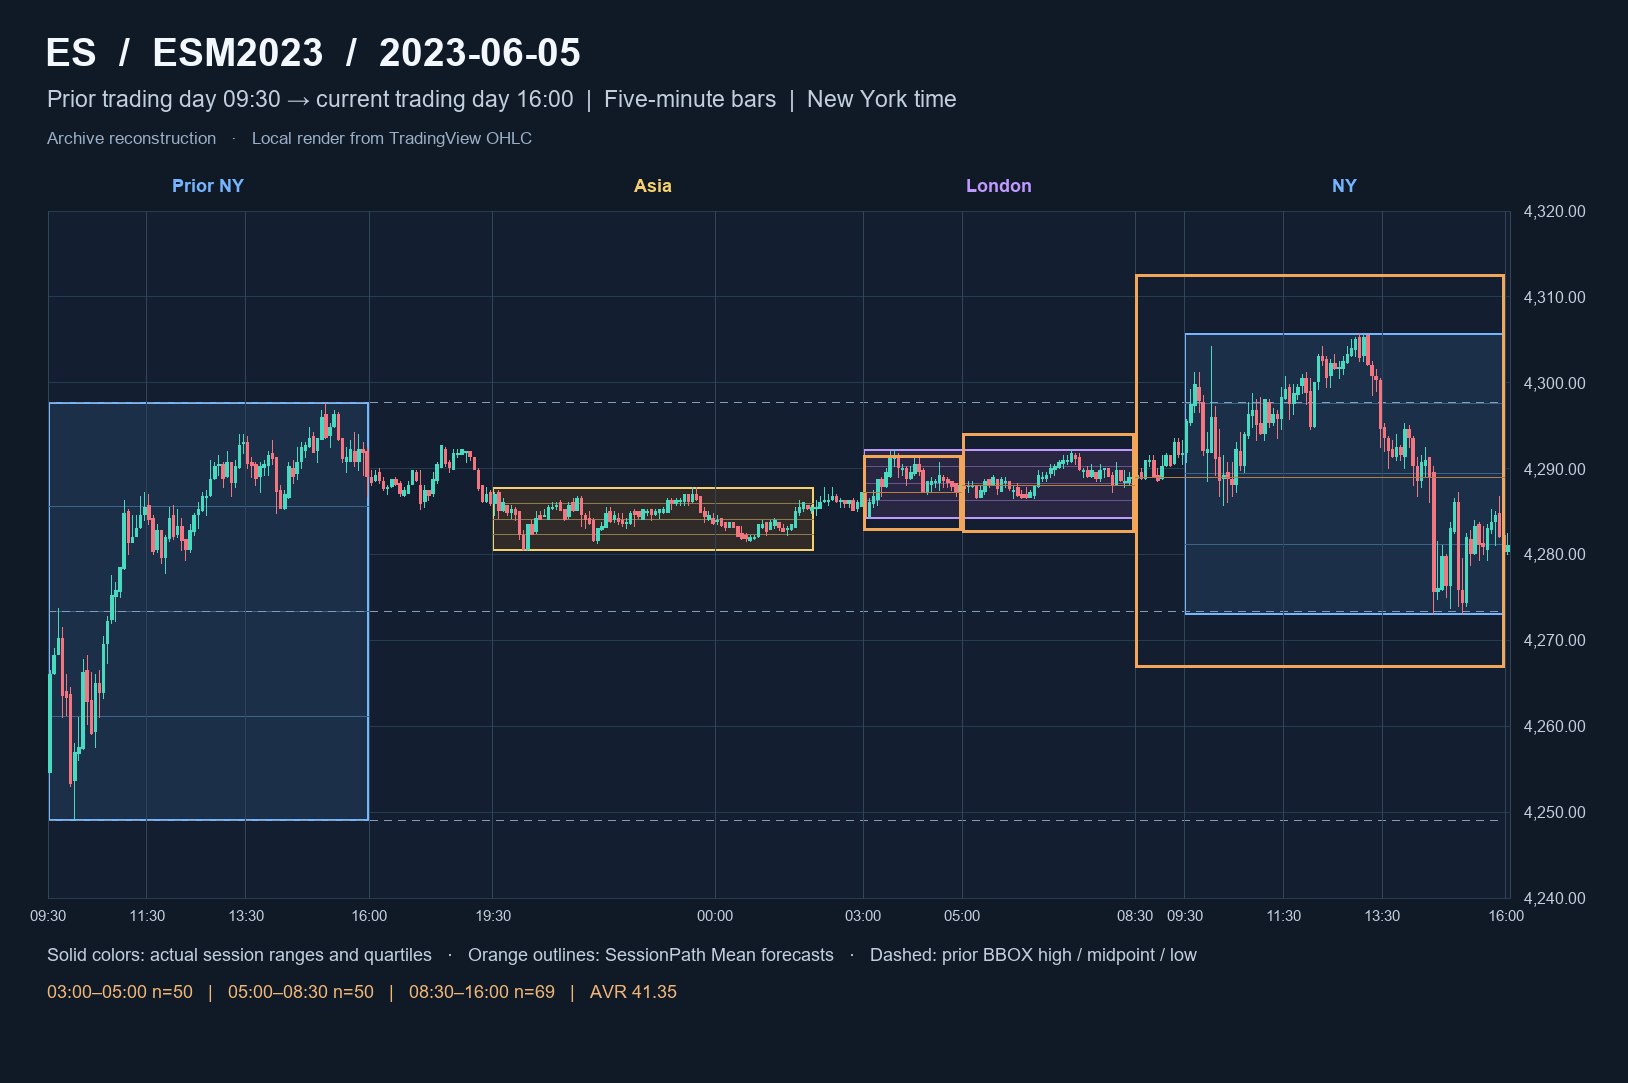 ES / ESM2023 / 2023-06-05
Prior trading day 09:30 → current trading day 16:00 | Five-minute bars | New York time
Archive reconstruction · Local render from TradingView OHLC
Prior NY Asia London NY
4,320.00
4,310.00
4,300.00
4,290.00
4,280.00
4,270.00
4,260.00
4,250.00
4,240.00
09:30 11:30 13:30 16:00 19:30 00:00 03:00 05:00 08:30 09:30 11:30 13:30 16:00
Solid colors: actual session ranges and quartiles · Orange outlines: SessionPath Mean forecasts · Dashed: prior BBOX high / midpoint / low
03:00–05:00 n=50 | 05:00–08:30 n=50 | 08:30–16:00 n=69 | AVR 41.35